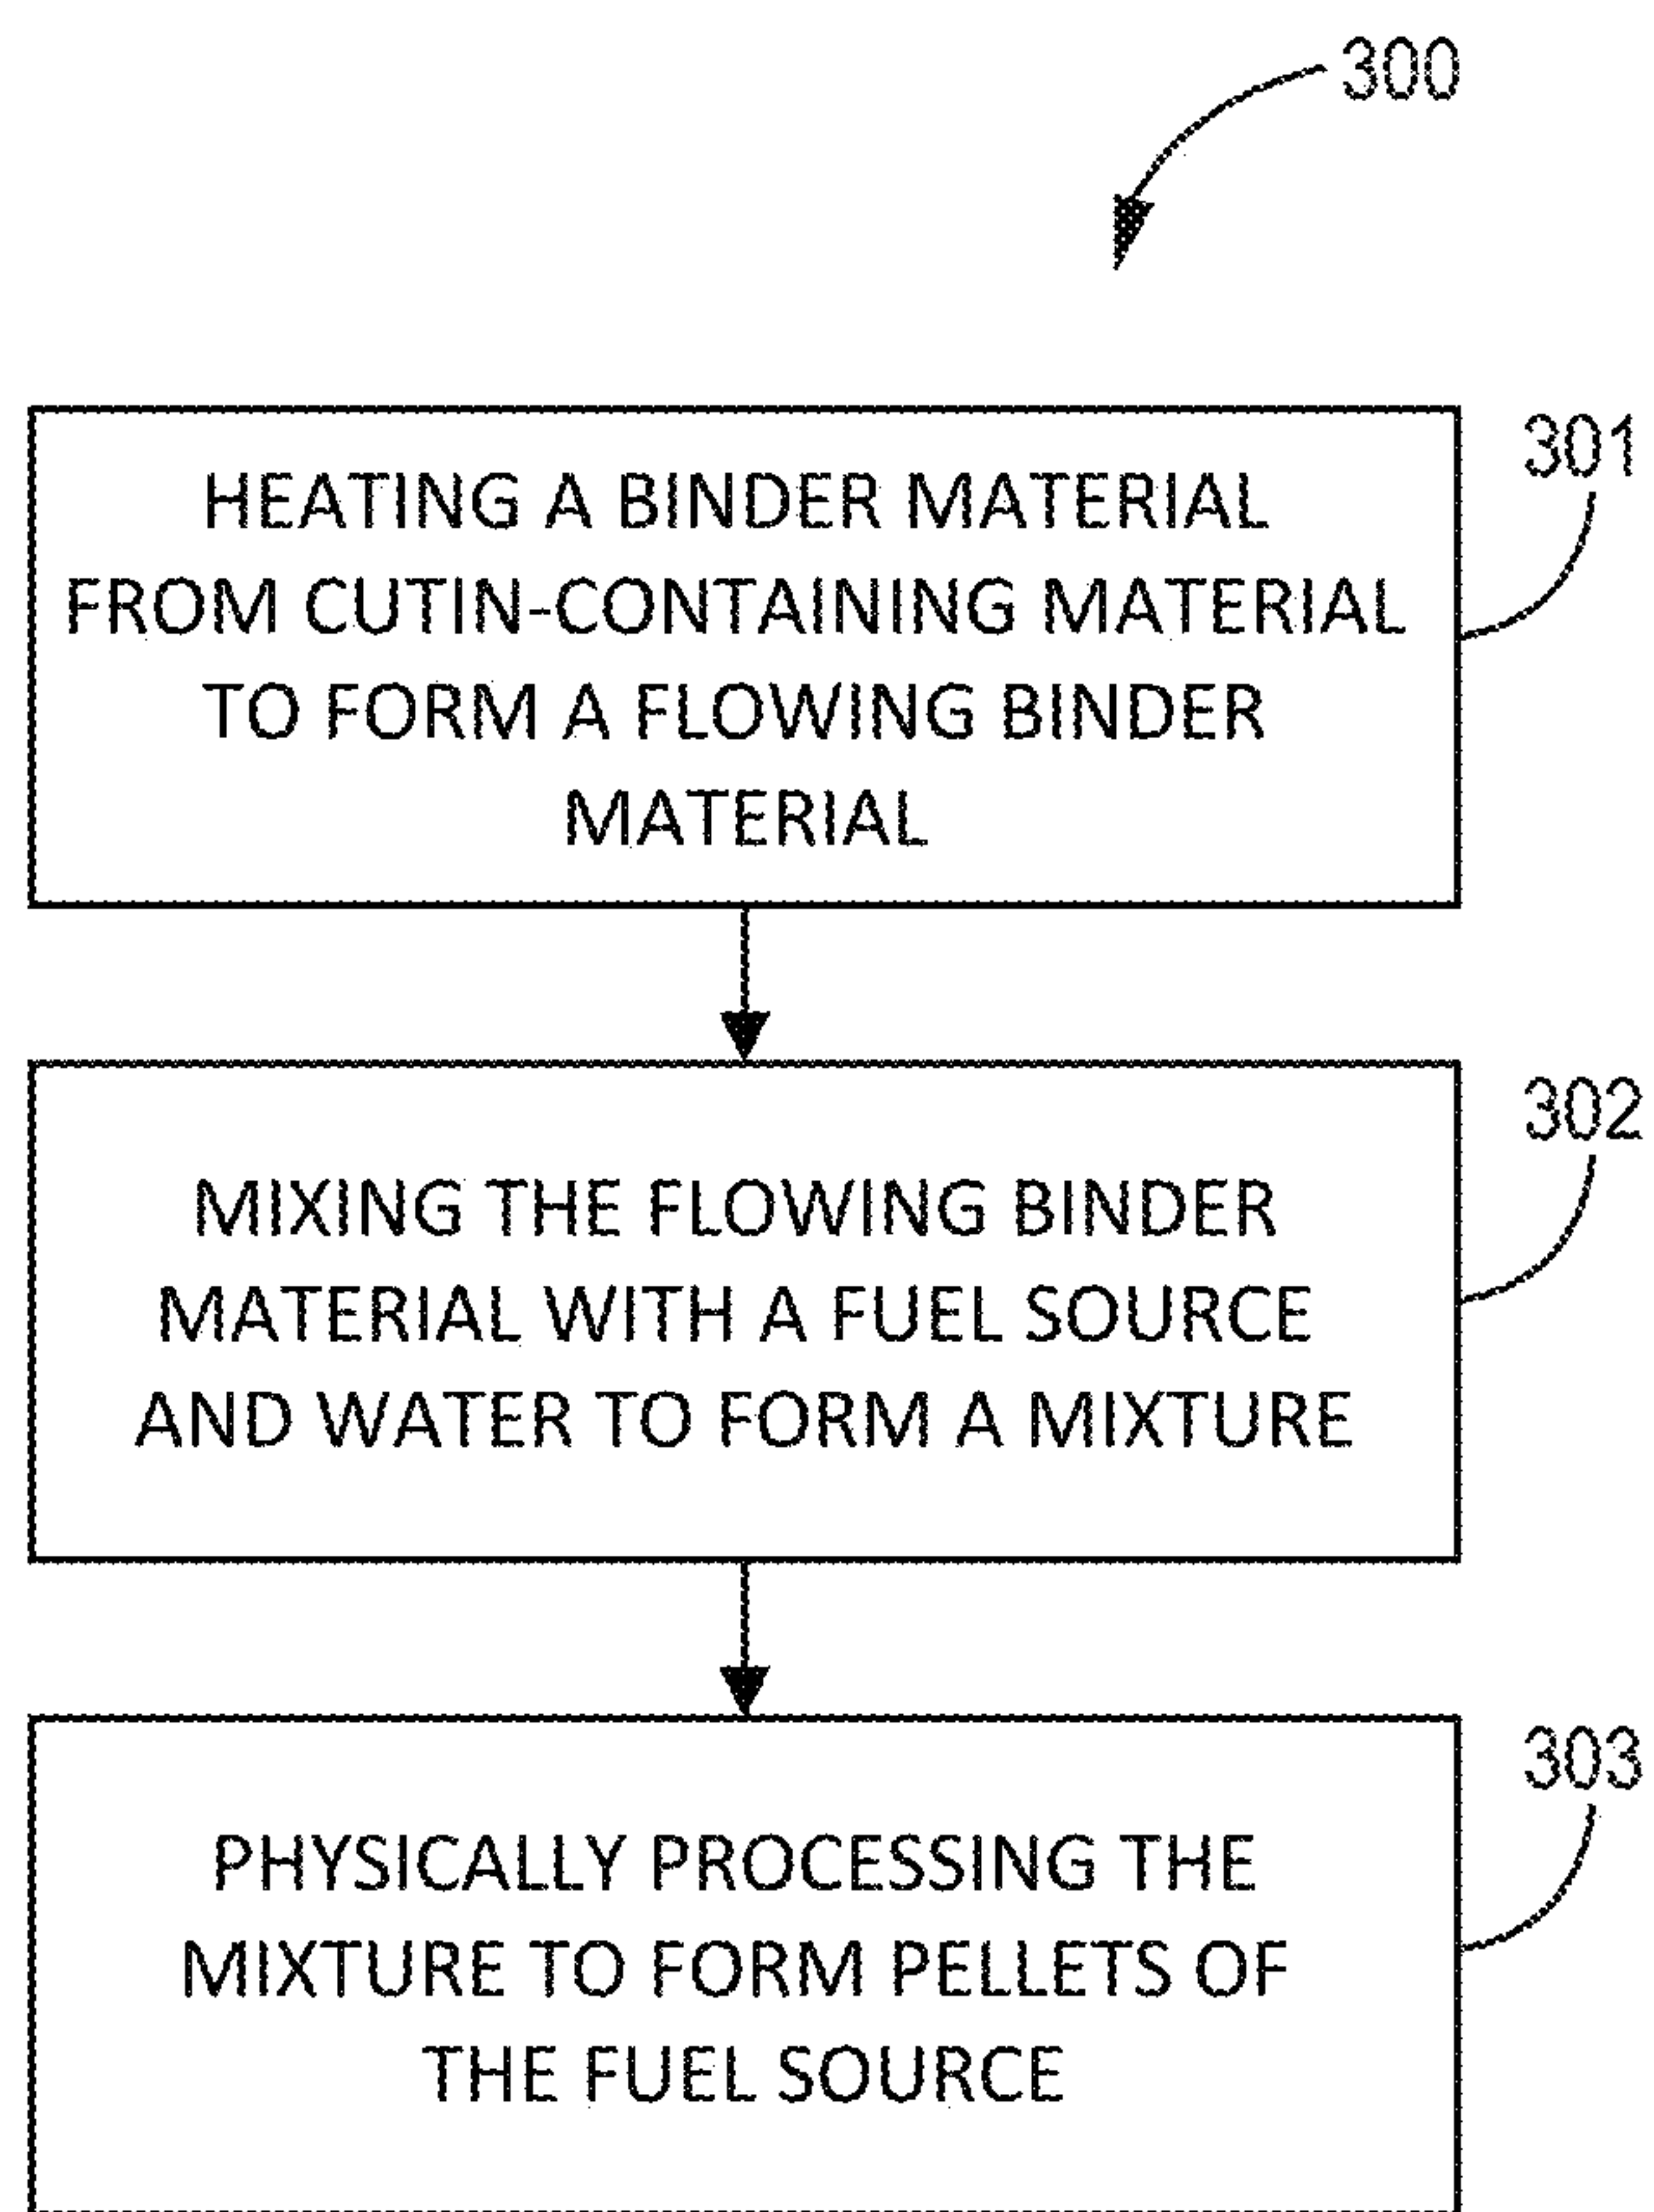 300
301
HEATING A BINDER MATERIAL
FROM CUTIN-CONTAINING MATERIAL
TO FORM A FLOWING BINDER
MATERIAL
302
MIXING THE FLOWING BINDER
MATERIAL WITH A FUEL SOURCE
AND WATER TO FORM A MIXTURE
303
PHYSICALLY PROCESSING THE
MIXTURE TO FORM PELLETS OF
THE FUEL SOURCE